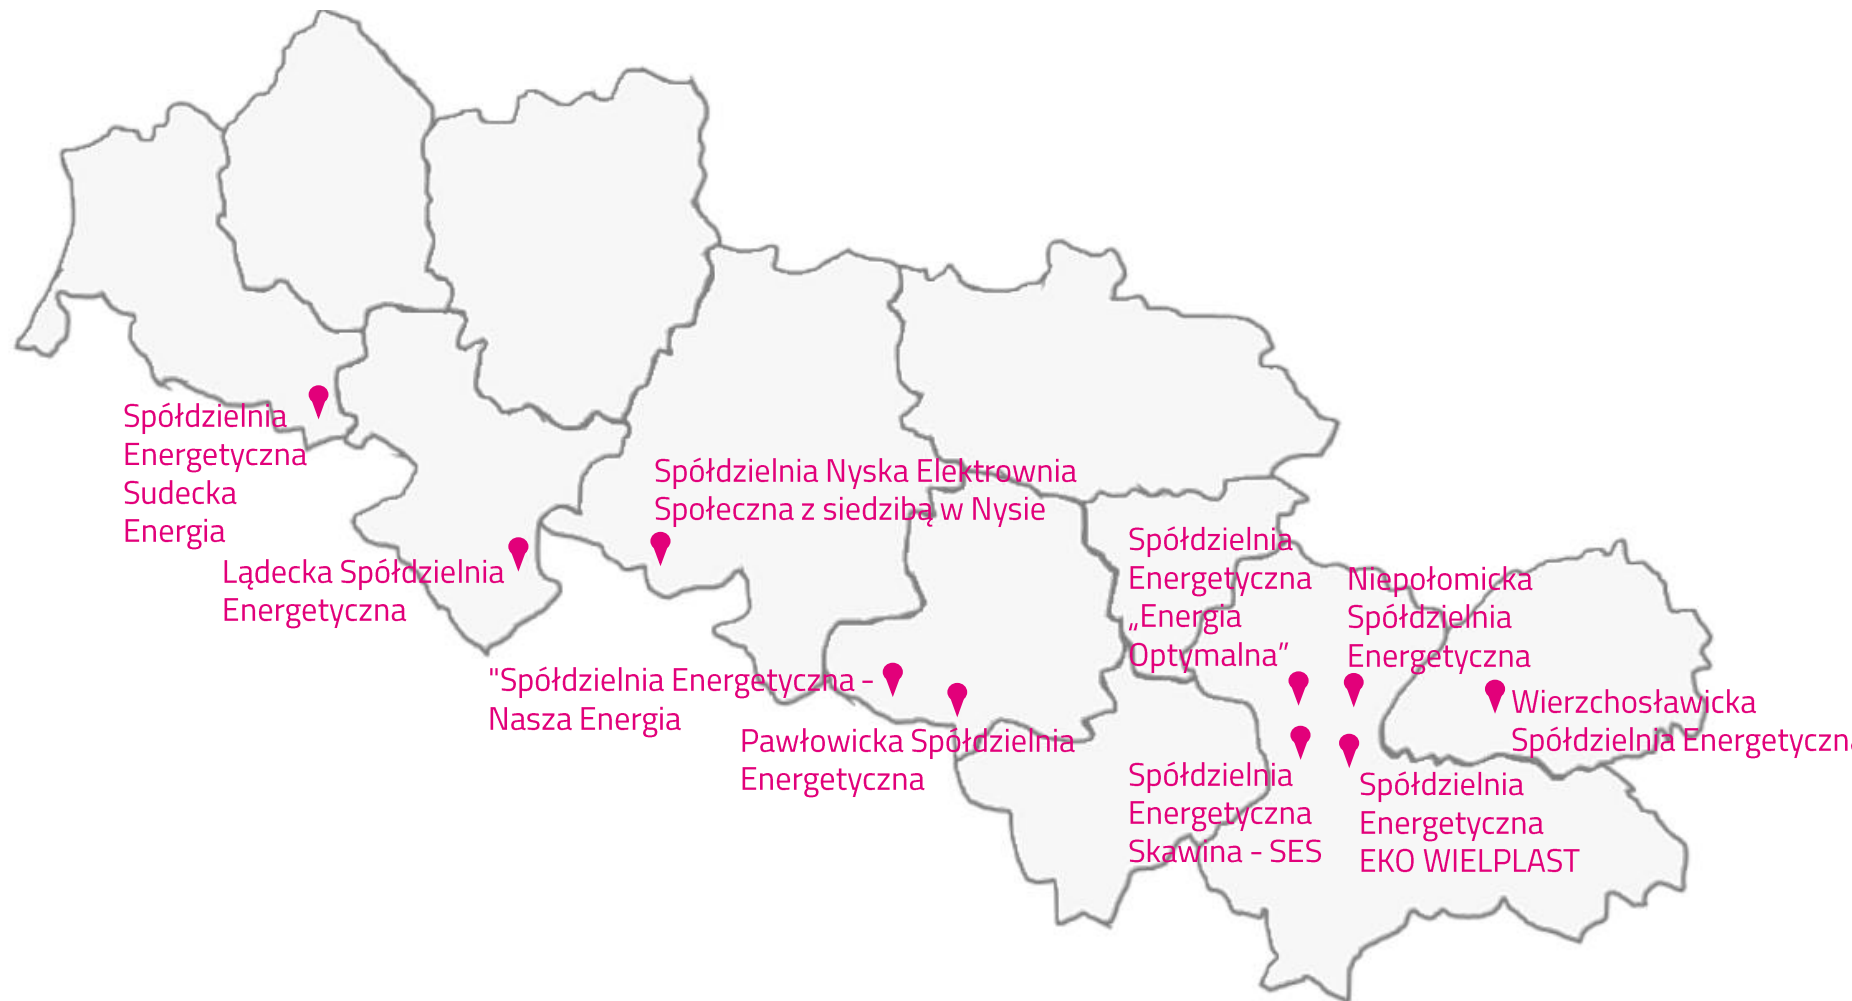 Spółdzielnia
Energetyczna
Sudecka
Energia
Lądecka Spółdzielnia
Energetyczna
Spółdzielnia Nyska Elektrownia
Społeczna z siedzibą w Nysie
"Spółdzielnia Energetyczna -
Nasza Energia
Pawłowicka Spółdzielnia
Energetyczna
Spółdzielnia
Energetyczna
„Energia
Optymalna”
Niepołomicka
Spółdzielnia
Energetyczna
Wierzchosławicka
Spółdzielnia Energetyczna
Spółdzielnia
Energetyczna
Skawina - SES
Spółdzielnia
Energetyczna
EKO WIELPLAST